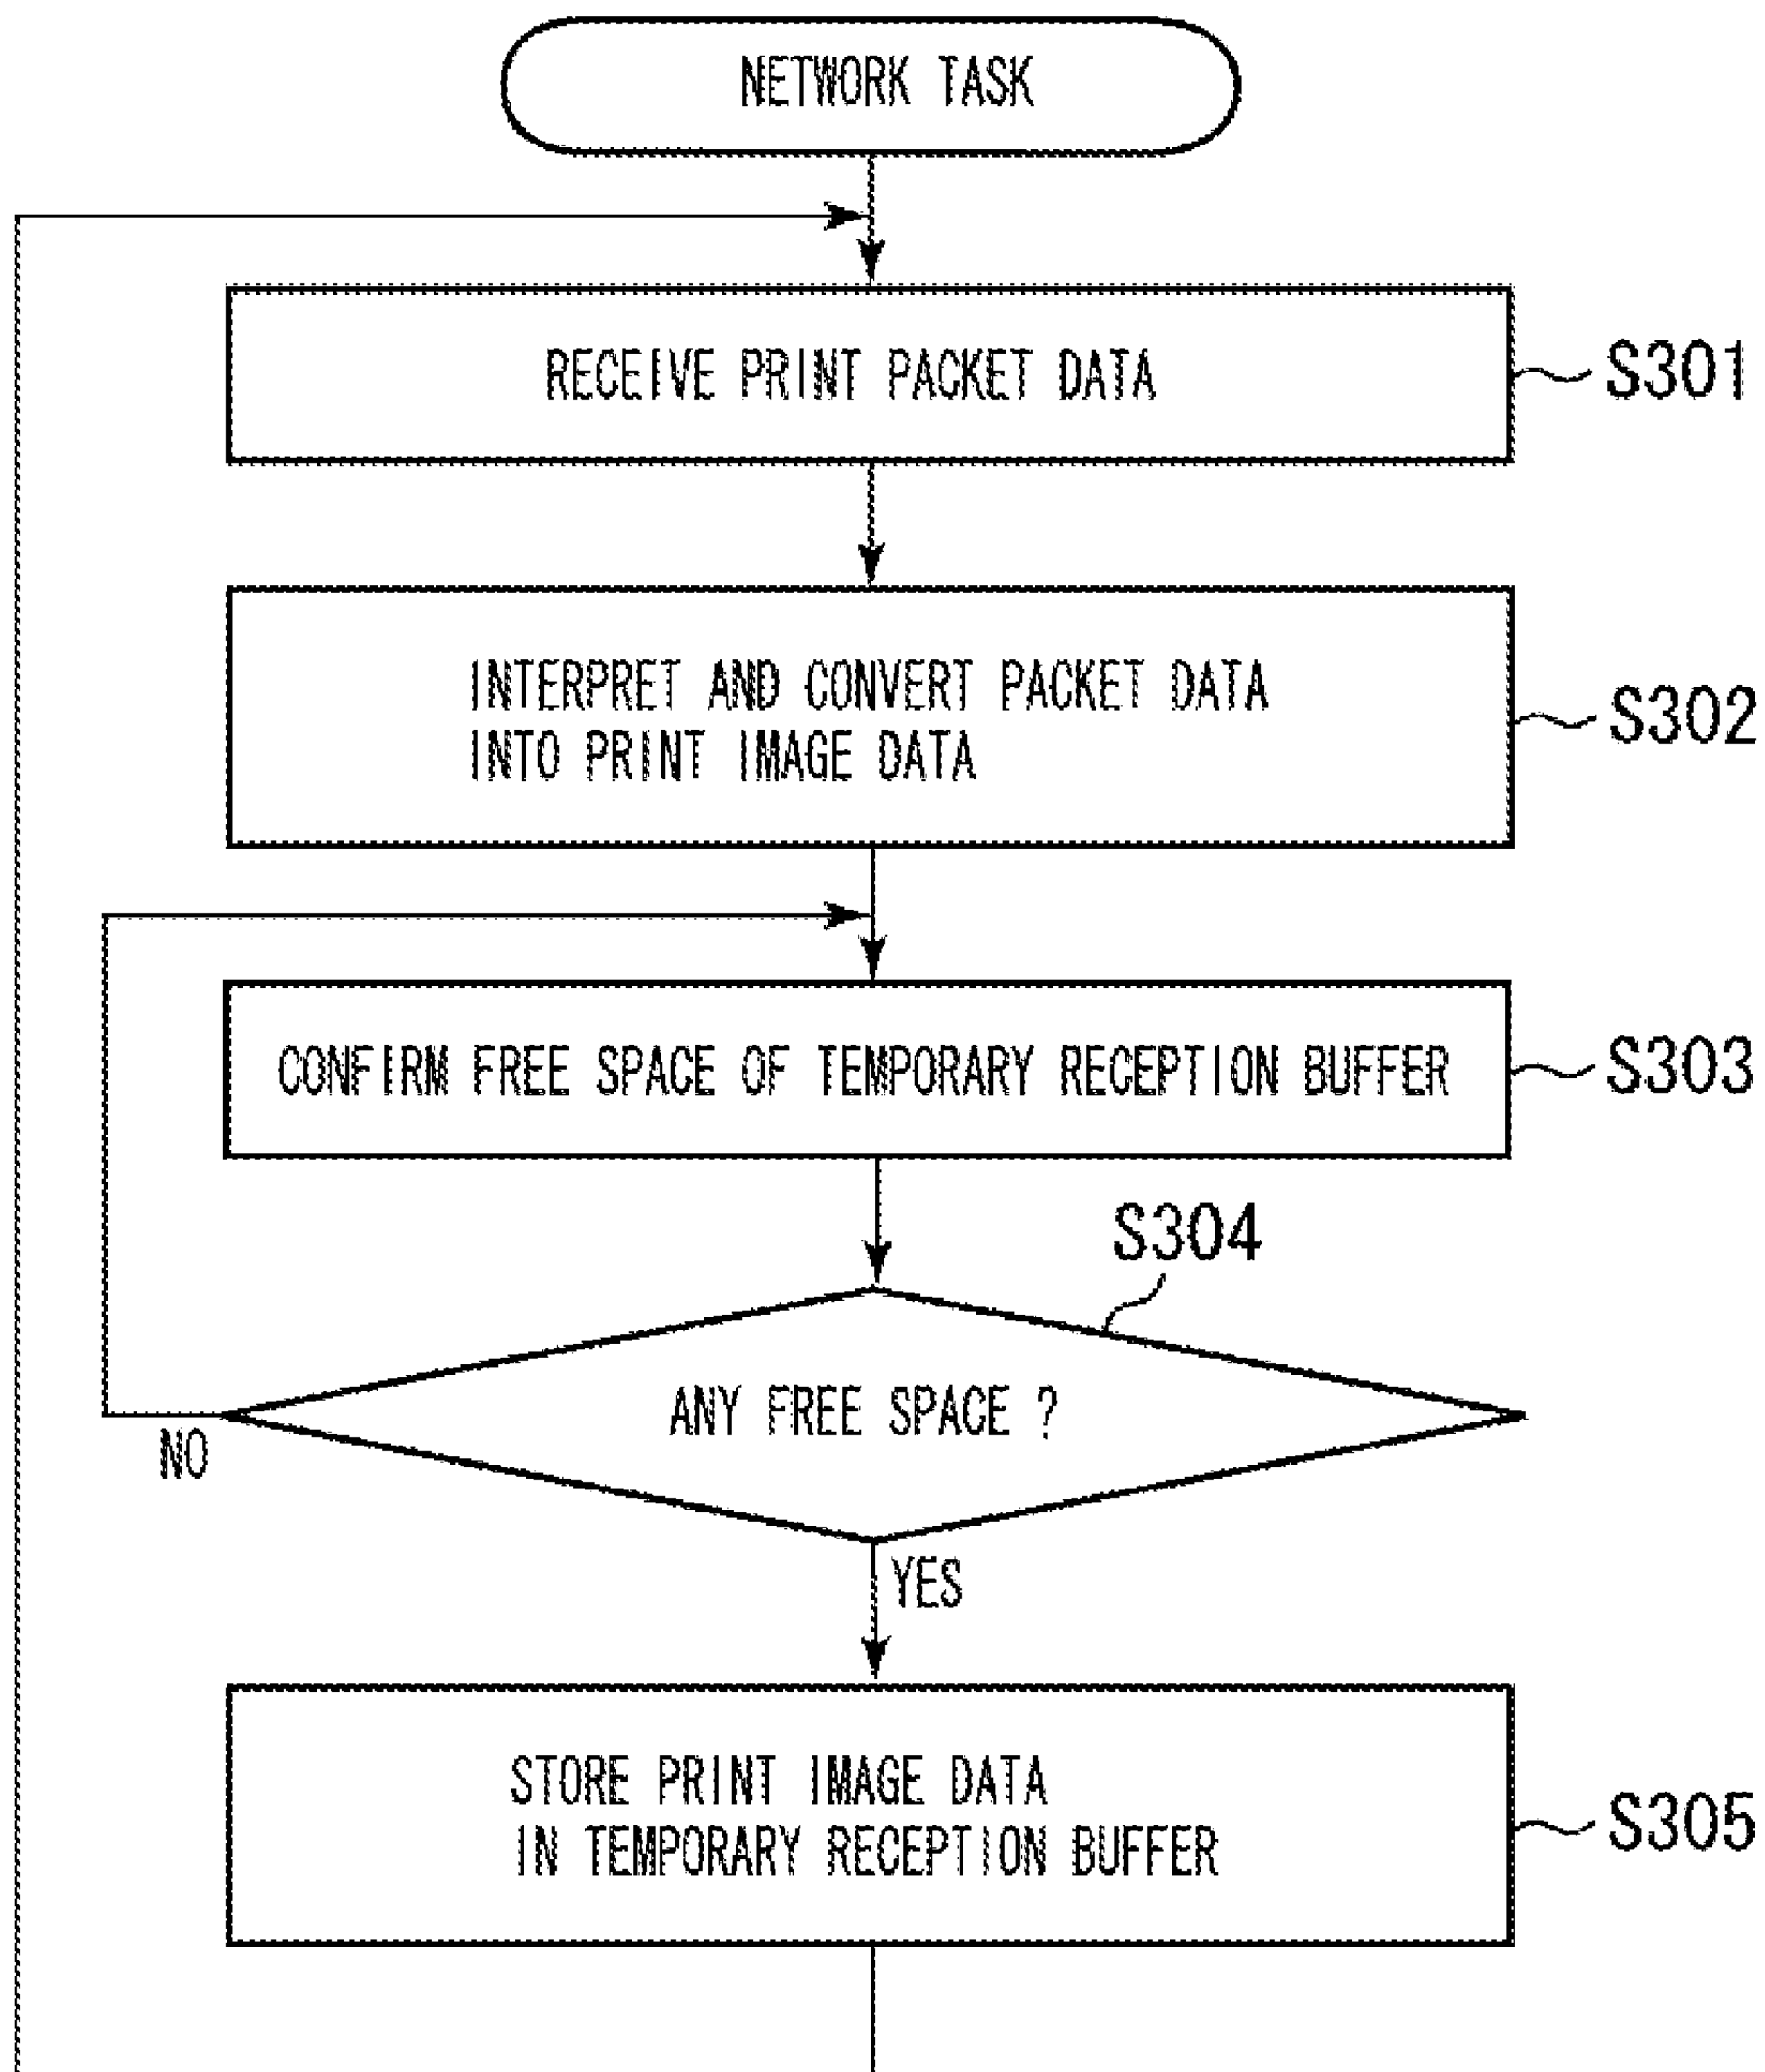 NETWORK TASK
RECEIVE PRINT PACKET DATA
S301
INTERPRET AND CONVERT PACKET DATA
INTO PRINT IMAGE DATA
S302
CONFIRM FREE SPACE OF TEMPORARY RECEPTION BUFFER
S303
S304
ANY FREE SPACE ?
NO
YES
STORE PRINT IMAGE DATA
IN TEMPORARY RECEPTION BUFFER
S305